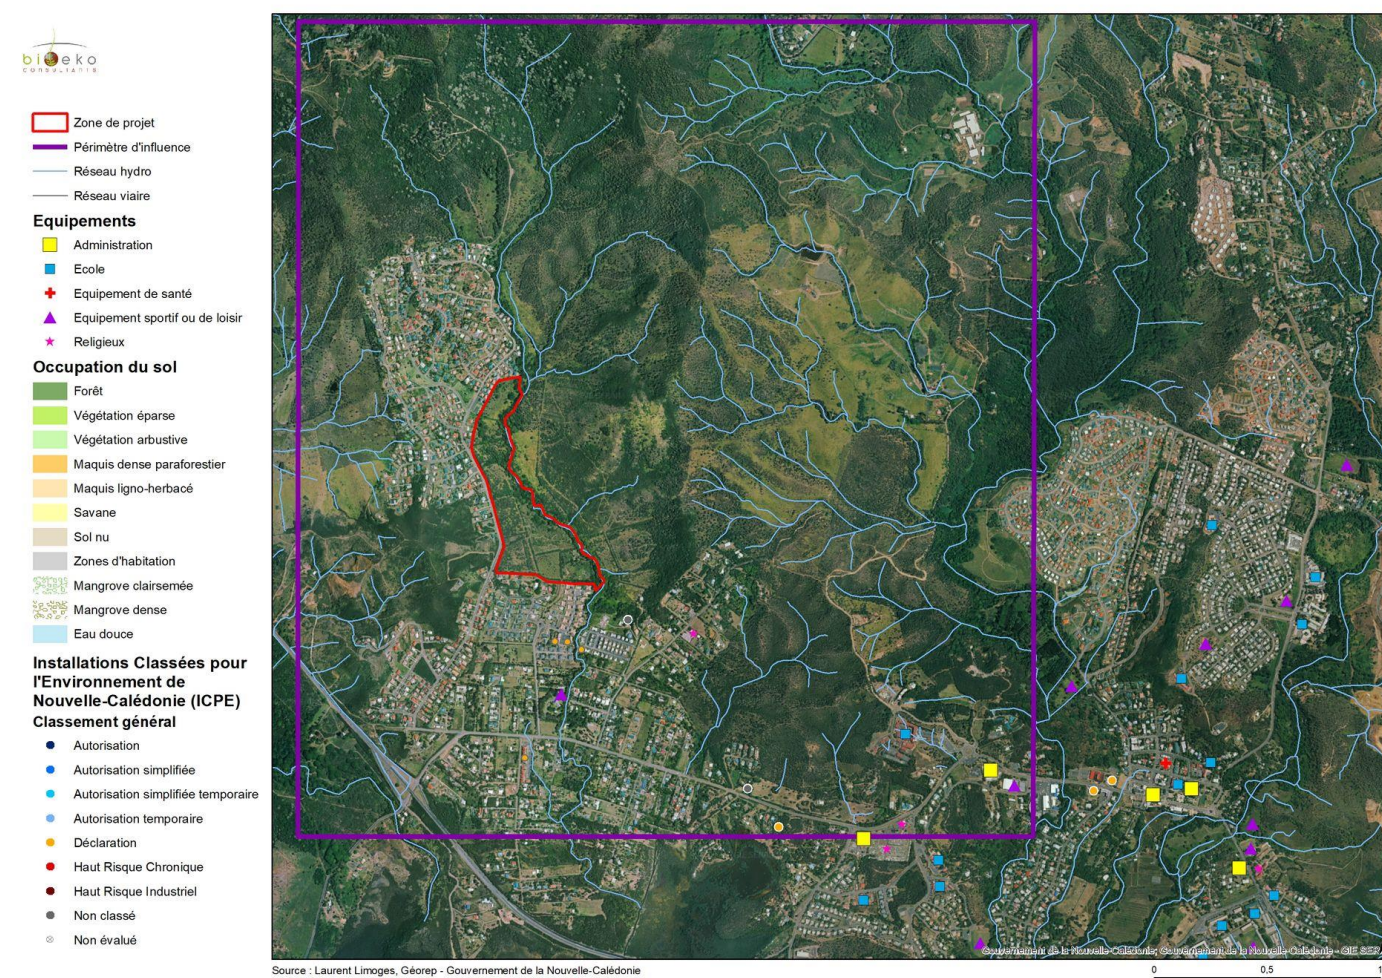 bioeko
CONSULTANTS
Zone de projet
Périmètre d'influence
Réseau hydro
Réseau viaire
Equipements
Administration
Ecole
Equipement de santé
Equipement sportif ou de loisir
Religieux
Occupation du sol
Forêt
Végétation éparse
Végétation arbustive
Maquis dense paraforestier
Maquis ligno-herbacé
Savane
Sol nu
Zones d'habitation
Mangrove clairsemée
Mangrove dense
Eau douce
Installations Classées pour
l'Environnement de
Nouvelle-Calédonie (ICPE)
Classement général
Autorisation
Autorisation simplifiée
Autorisation simplifiée temporaire
Autorisation temporaire
Déclaration
Haut Risque Chronique
Haut Risque Industriel
Non classé
Non évalué
Gouvernement de la Nouvelle-Calédonie; Gouvernement de la Nouvelle-Calédonie - GIE SER
Source : Laurent Limoges, Géorep - Gouvernement de la Nouvelle-Calédonie
0 0,5 1